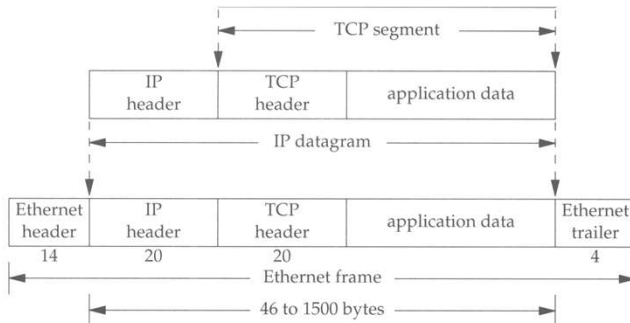 TCP segment
IP header
TCP header
application data
IP datagram
Ethernet header
IP header
TCP header
application data
Ethernet trailer
14
20
20
4
Ethernet frame
46 to 1500 bytes